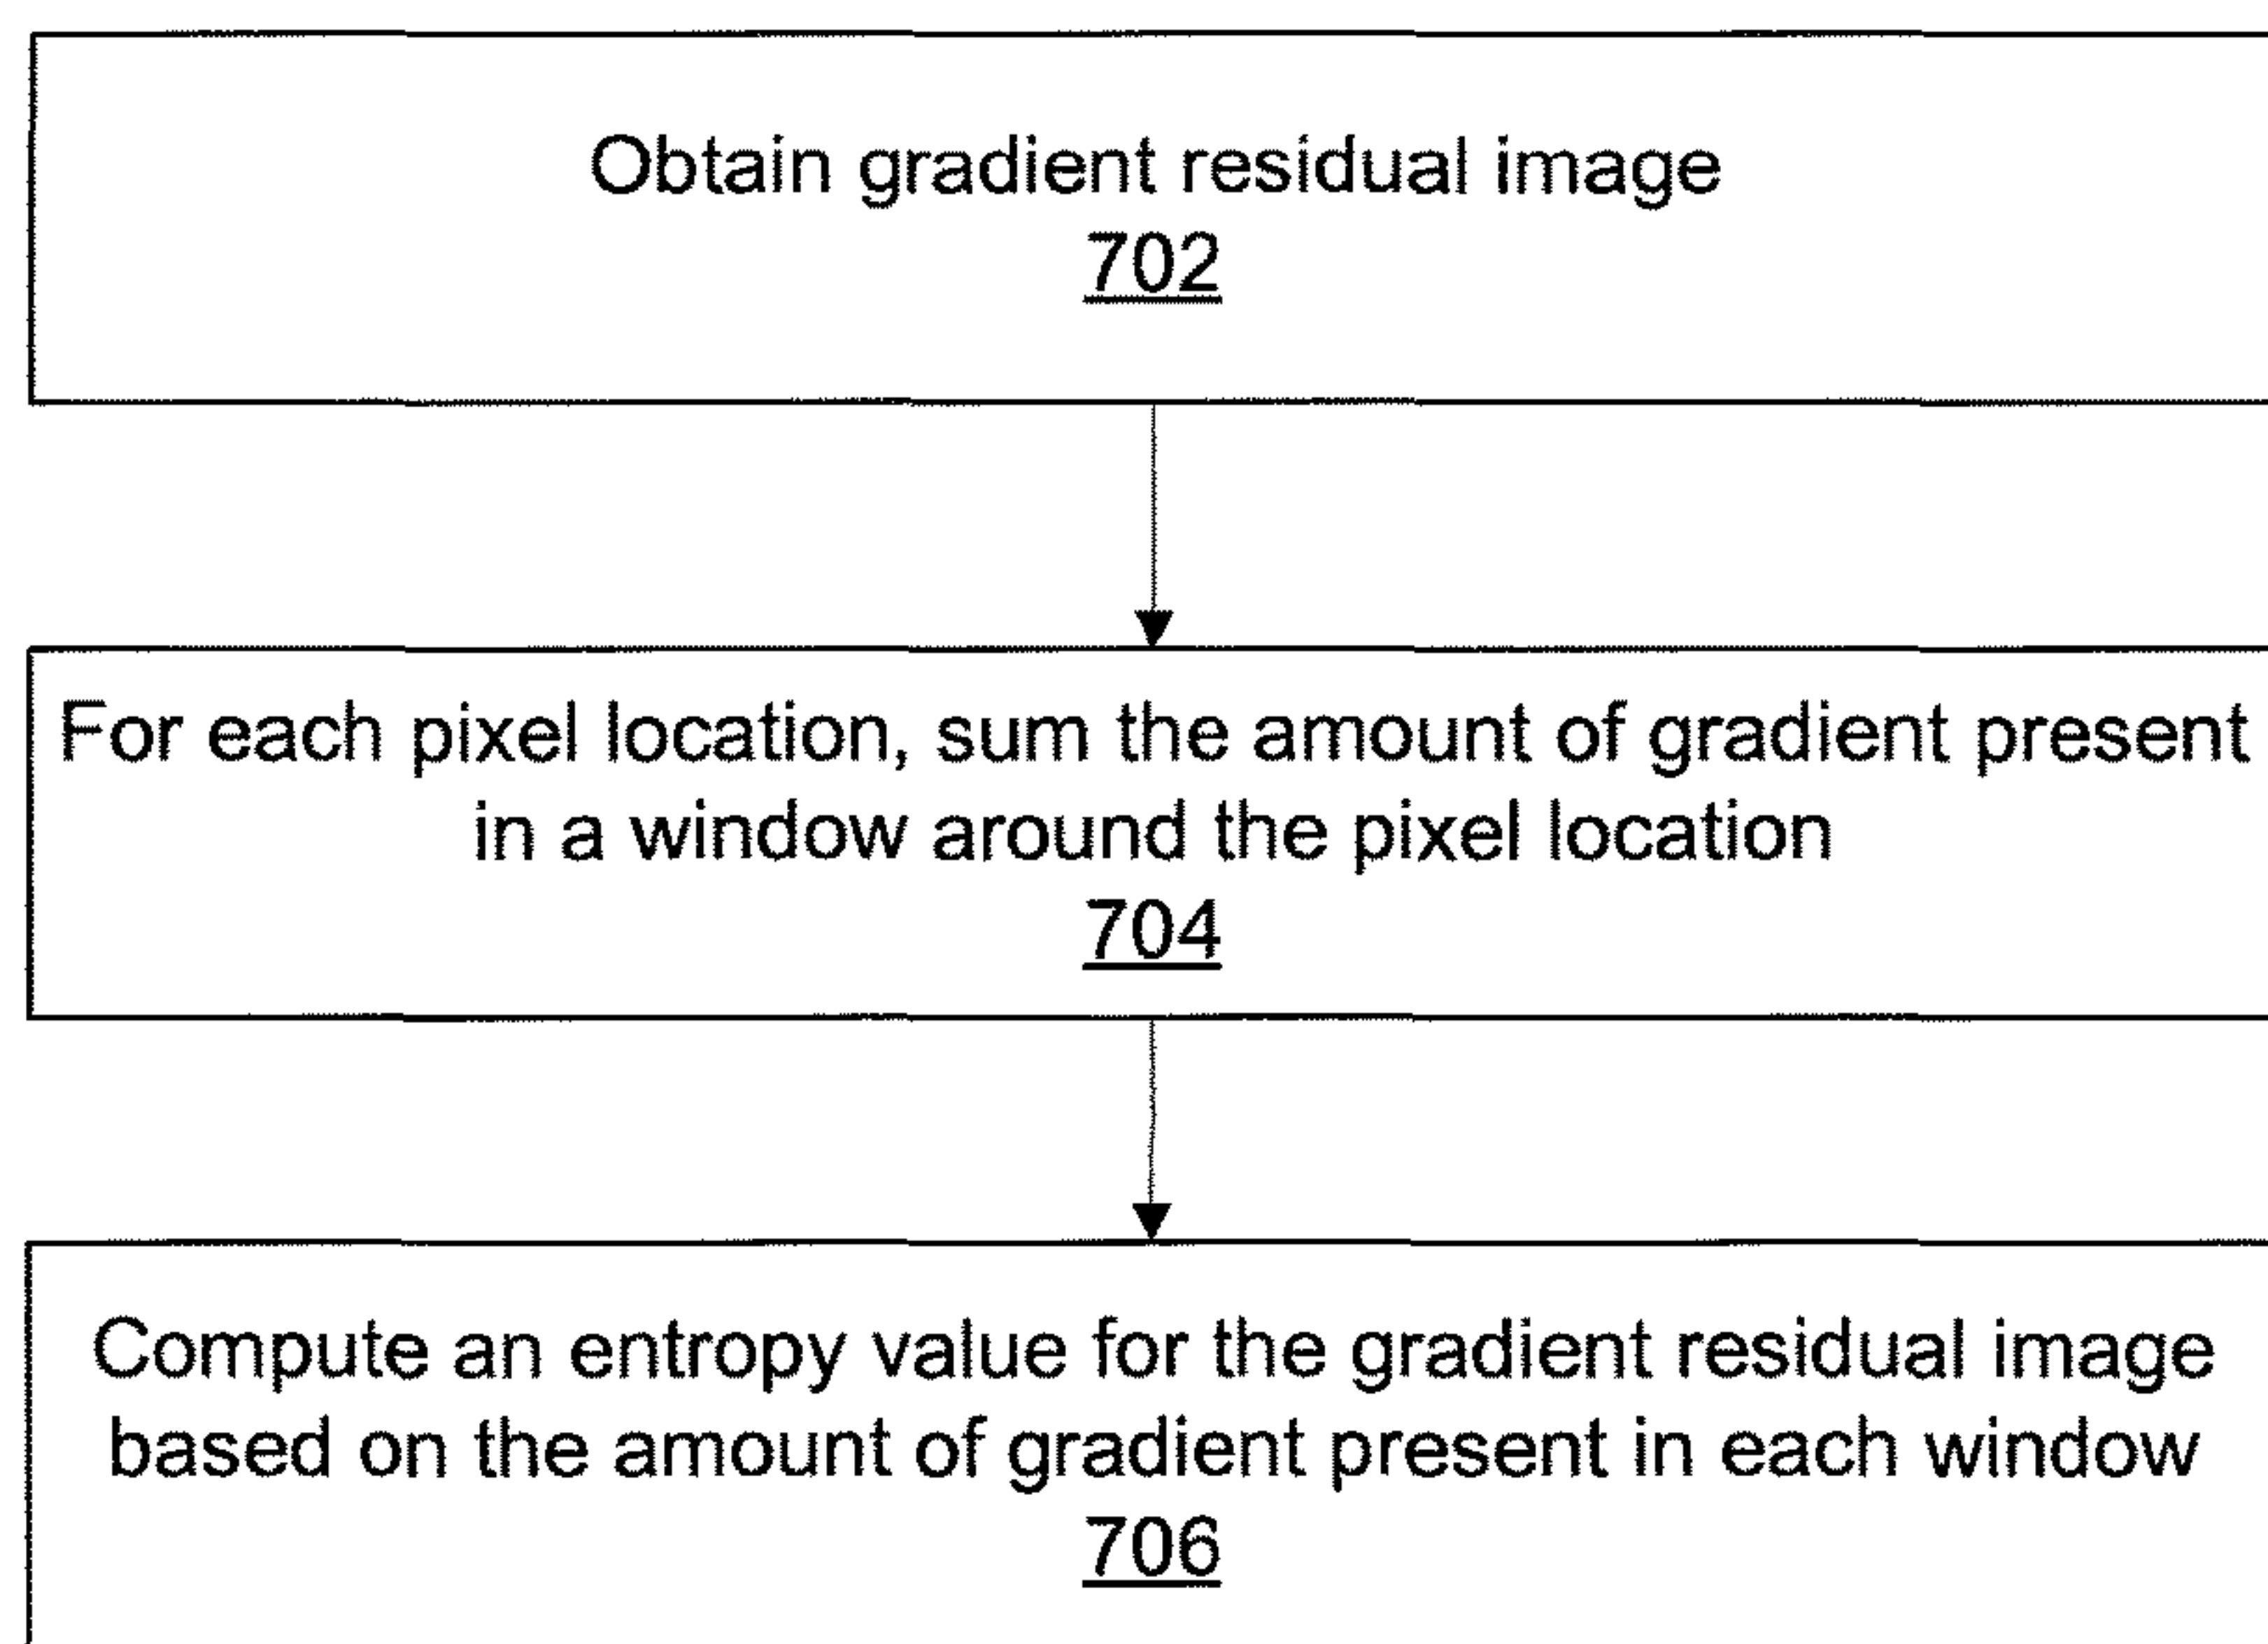 Obtain gradient residual image
702
For each pixel location, sum the amount of gradient present
in a window around the pixel location
704
Compute an entropy value for the gradient residual image
based on the amount of gradient present in each window
706